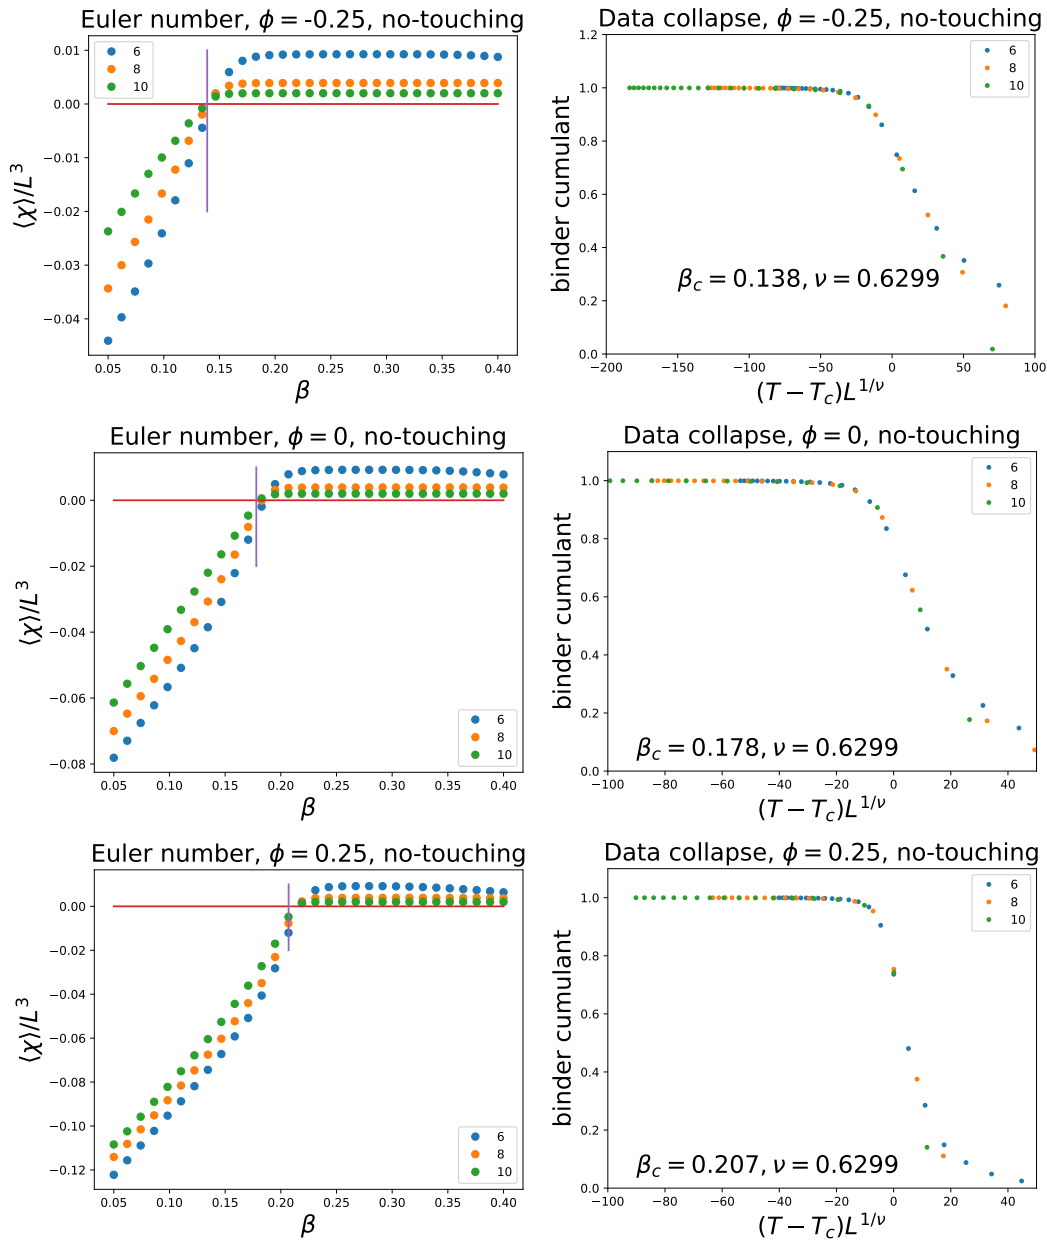 Euler number, ϕ = -0.25, no-touching
0.01
0.00
−0.01
−0.02
−0.03
−0.04
⟨χ⟩/L³
6
8
10
0.05 0.10 0.15 0.20 0.25 0.30 0.35 0.40
β
Data collapse, ϕ = -0.25, no-touching
1.2
1.0
0.8
0.6
0.4
0.2
0.0
binder cumulant
6
8
10
β_c = 0.138, ν = 0.6299
−200 −150 −100 −50 0 50 100
(T − T_c)L^{1/ν}
Euler number, ϕ = 0, no-touching
0.00
−0.02
−0.04
−0.06
−0.08
⟨χ⟩/L³
6
8
10
0.05 0.10 0.15 0.20 0.25 0.30 0.35 0.40
β
Data collapse, ϕ = 0, no-touching
1.0
0.8
0.6
0.4
0.2
0.0
binder cumulant
6
8
10
β_c = 0.178, ν = 0.6299
−100 −80 −60 −40 −20 0 20 40
(T − T_c)L^{1/ν}
Euler number, ϕ = 0.25, no-touching
0.00
−0.02
−0.04
−0.06
−0.08
−0.10
−0.12
⟨χ⟩/L³
6
8
10
0.05 0.10 0.15 0.20 0.25 0.30 0.35 0.40
β
Data collapse, ϕ = 0.25, no-touching
1.0
0.8
0.6
0.4
0.2
0.0
binder cumulant
6
8
10
β_c = 0.207, ν = 0.6299
−100 −80 −60 −40 −20 0 20 40
(T − T_c)L^{1/ν}